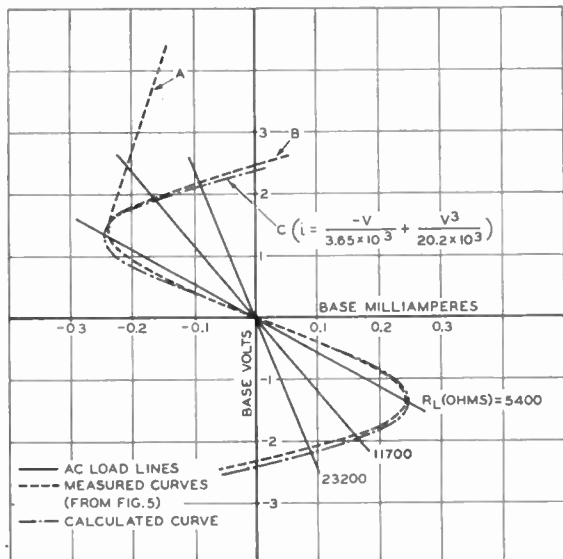 A
3
B
2
C (i = -V / 3.65×10³ + V³ / 20.2×10³)
1
BASE MILLIAMPERES
-0.3 -0.2 -0.1 0 0.1 0.2 0.3
BASE VOLTS
-1
RL(OHMS)=5400
-2
11700
23200
-3
AC LOAD LINES
MEASURED CURVES
(FROM FIG.5)
CALCULATED CURVE